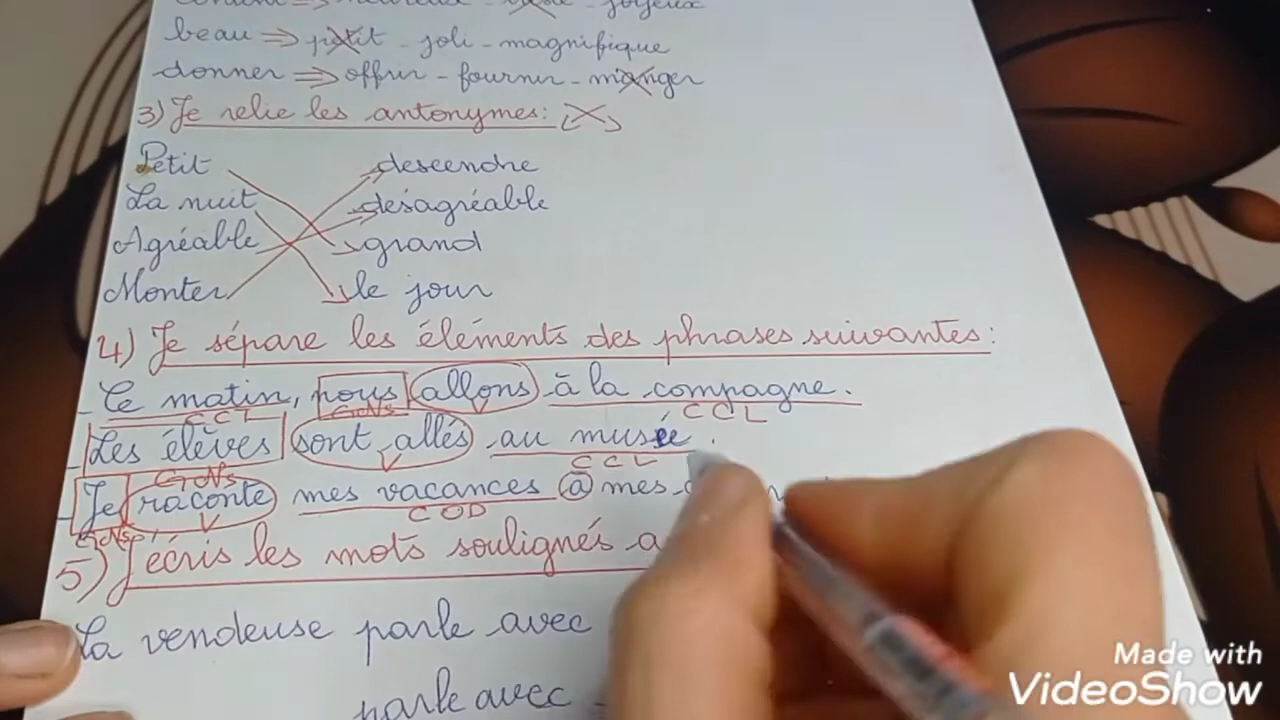 beau => petit - joli - magnifique
donner => offrir - fournir - manger
3) Je relie les antonymes:
Petit descendre
La nuit désagréable
Agréable grand
Monter le jour
4) Je sépare les éléments des phrases suivantes:
- Ce matin, nous allons à la compagne.
CCL GNS V CCL
- Les élèves sont allés au musée.
GNS V CCL
- Je raconte mes vacances à mes
GNS V COD
5) J'écris les mots soulignés a
La vendeuse parle avec
parle avec
Made with
VideoShow